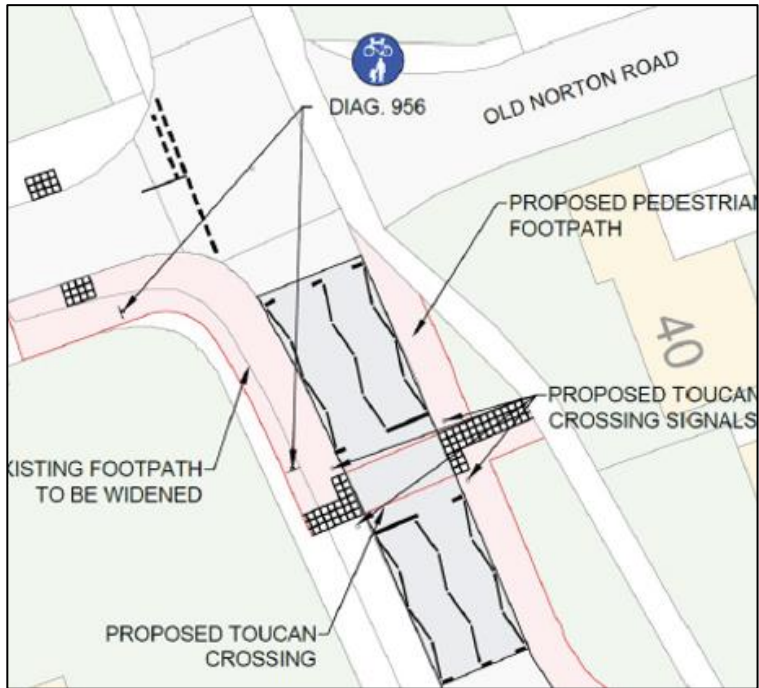 DIAG. 956
OLD NORTON ROAD
PROPOSED PEDESTRIAN
FOOTPATH
40
PROPOSED TOUCAN
CROSSING SIGNALS
XISTING FOOTPATH
TO BE WIDENED
PROPOSED TOUCAN
CROSSING